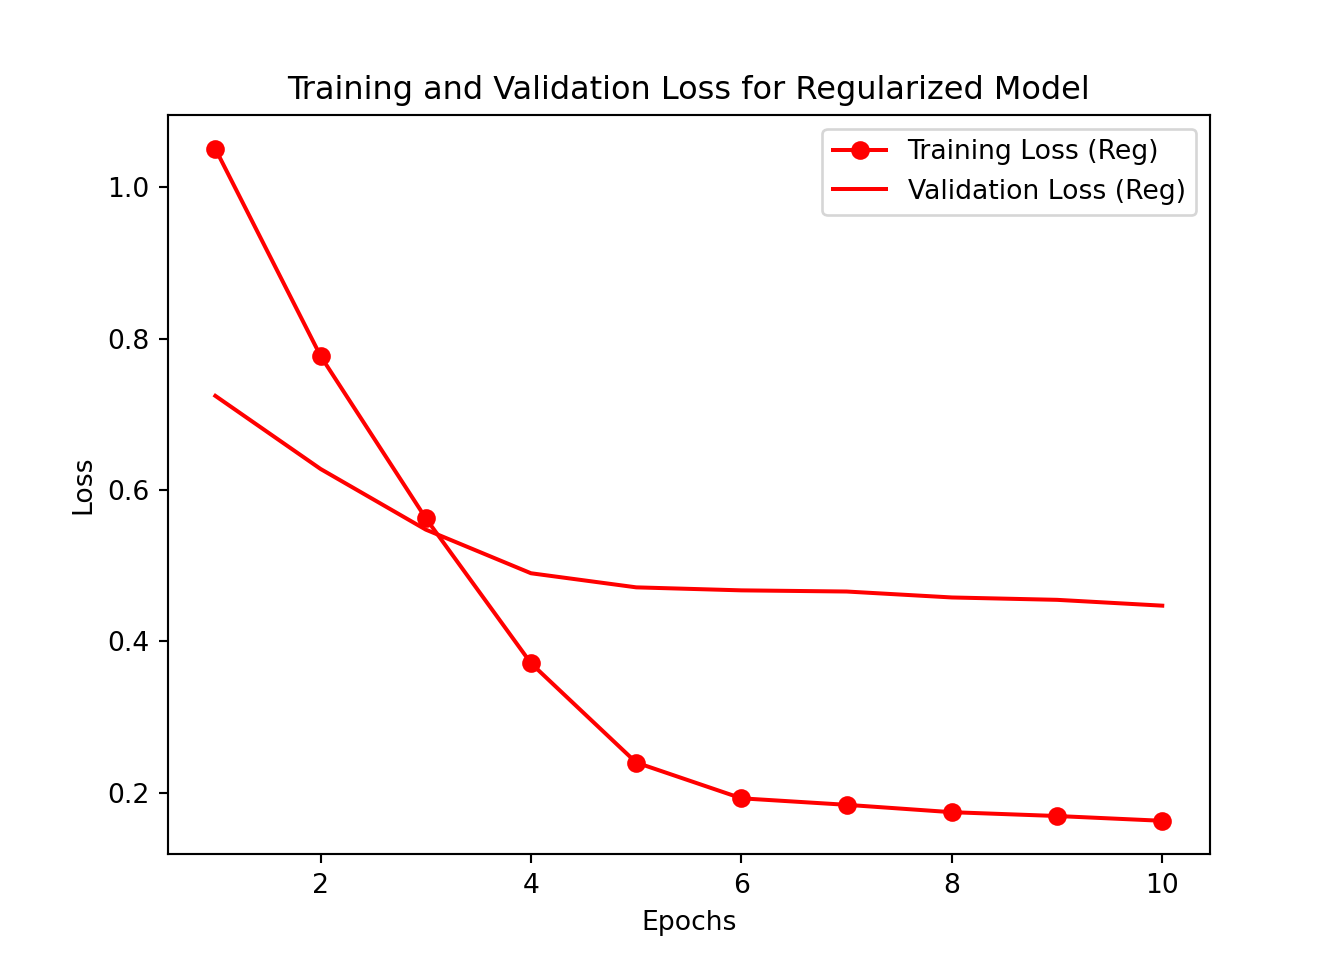 Training and Validation Loss for Regularized Model
Training Loss (Reg)
Validation Loss (Reg)
Loss
1.0
0.8
0.6
0.4
0.2
2 4 6 8 10
Epochs